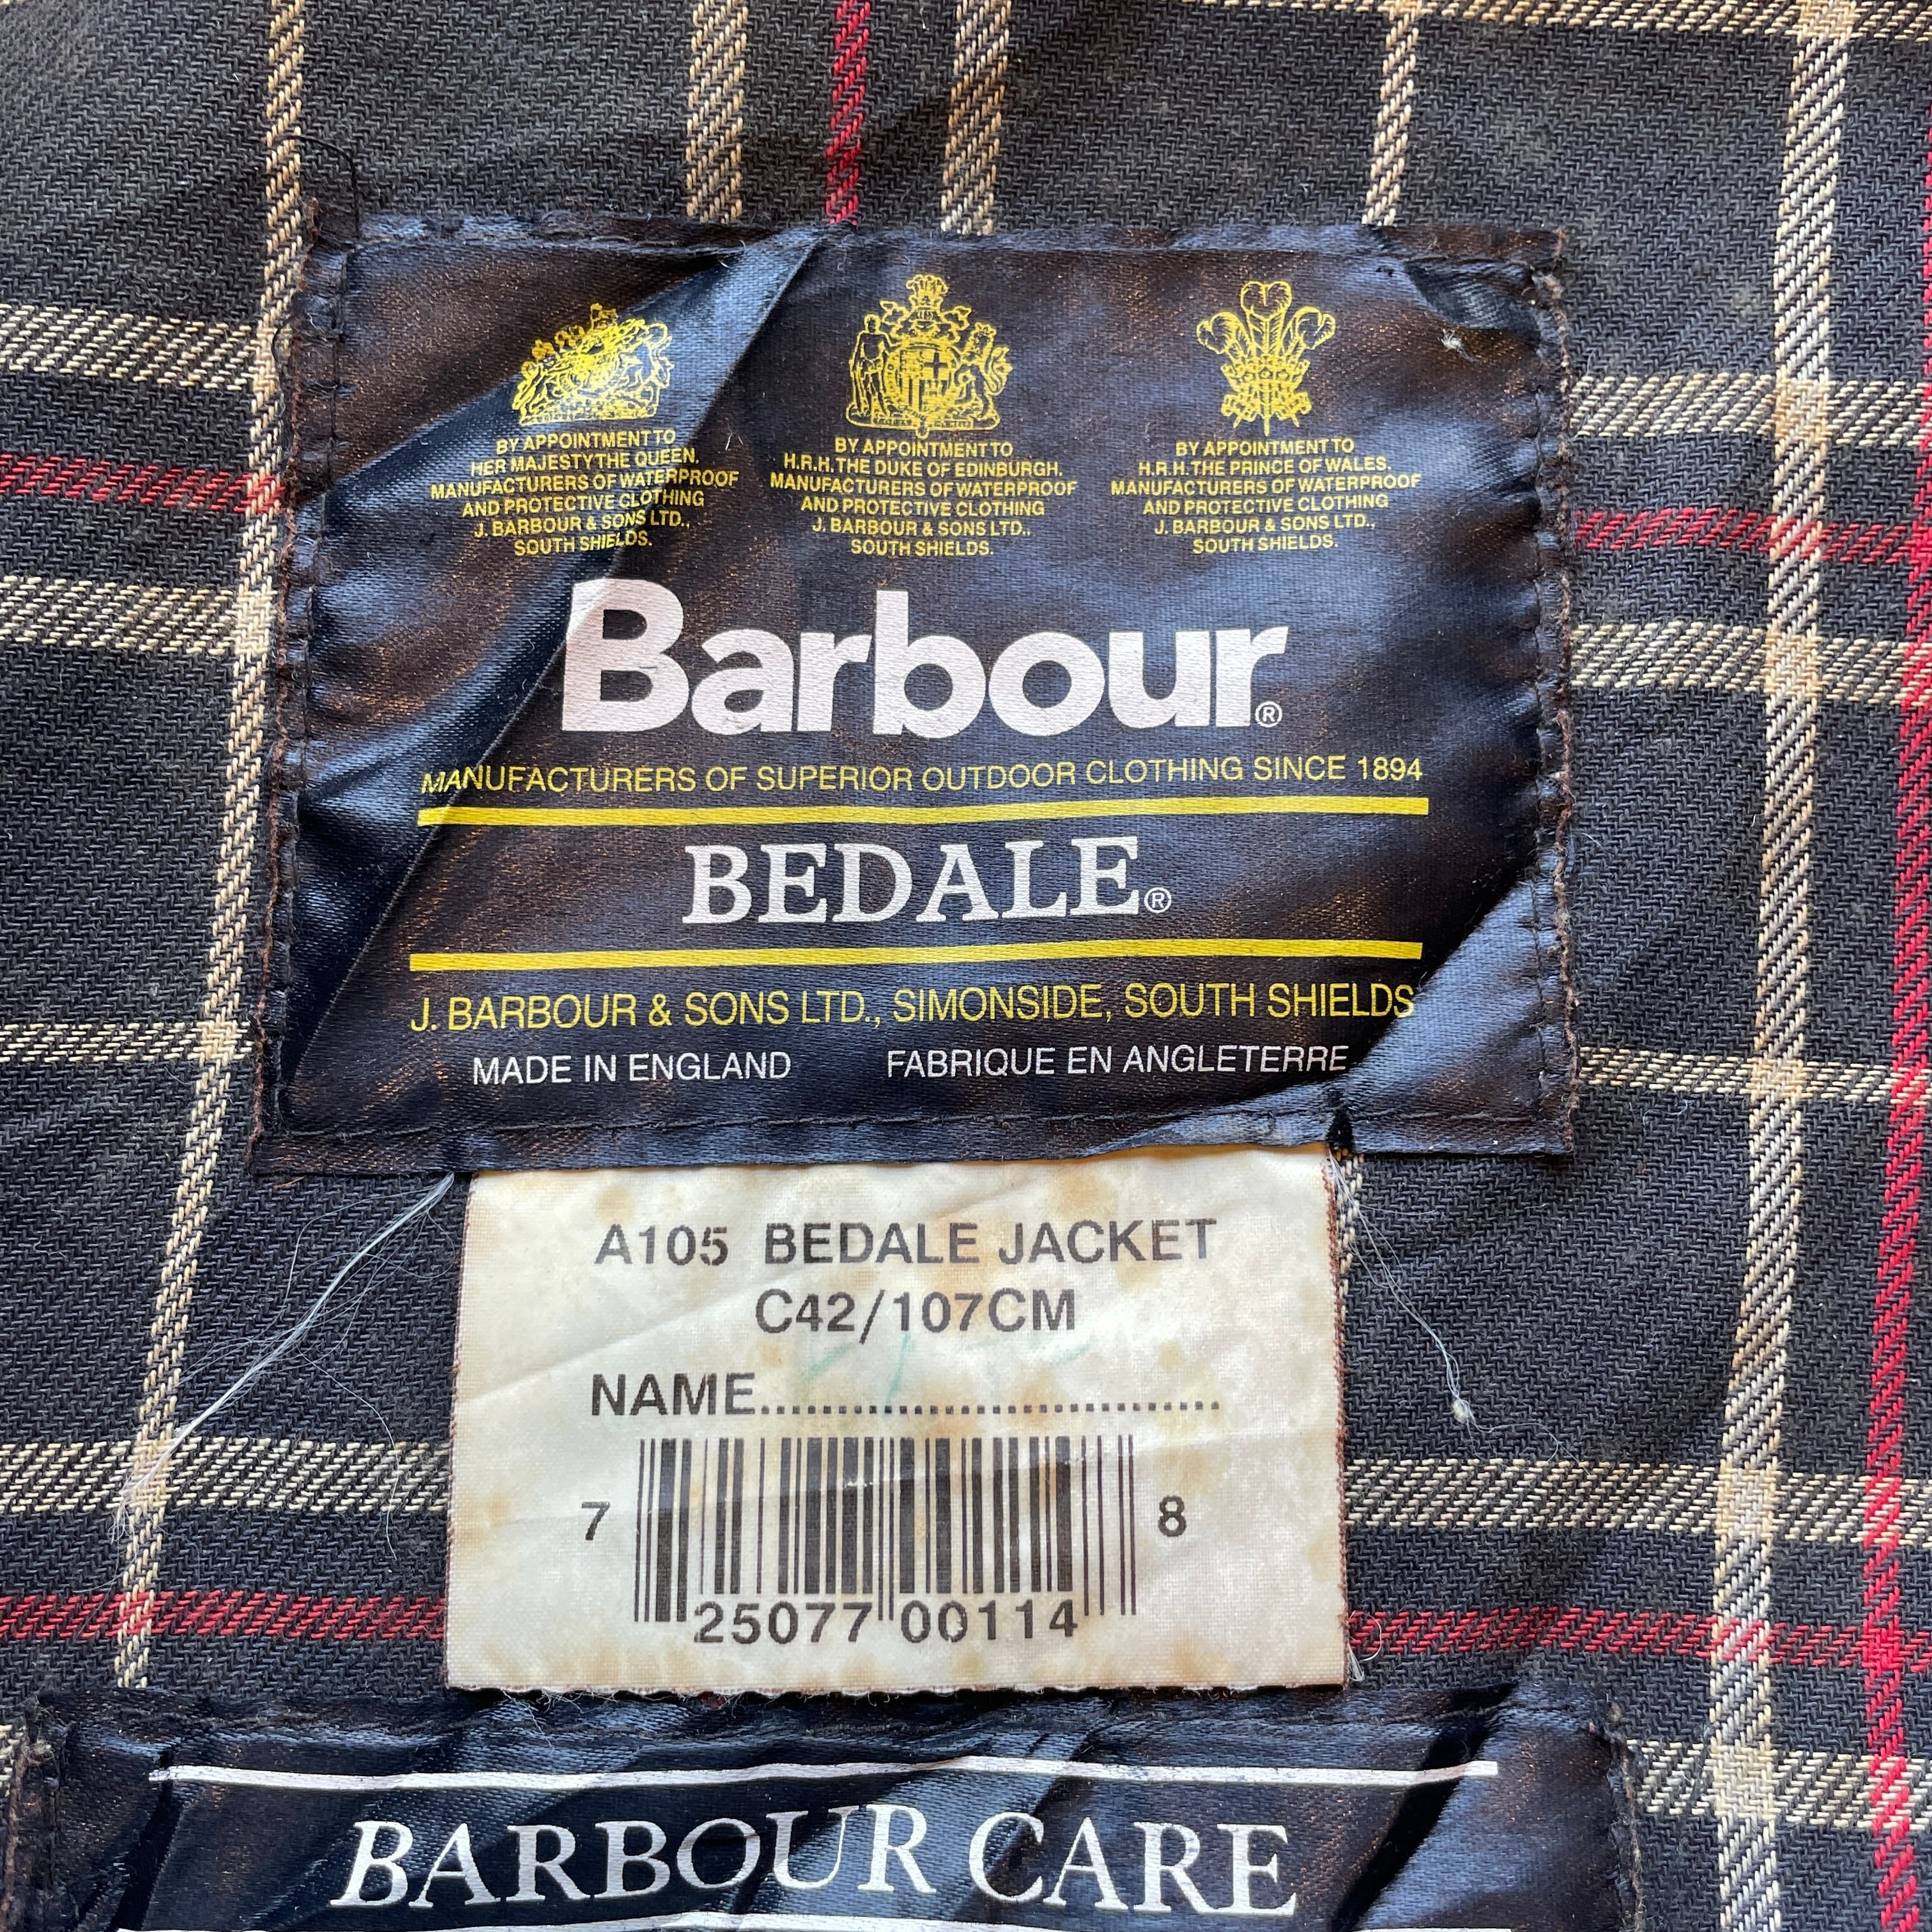 BY APPOINTMENT TO
HER MAJESTY THE QUEEN.
MANUFACTURERS OF WATERPROOF
AND PROTECTIVE CLOTHING
J. BARBOUR & SONS LTD.,
SOUTH SHIELDS.
BY APPOINTMENT TO
H.R.H. THE DUKE OF EDINBURGH.
MANUFACTURERS OF WATERPROOF
AND PROTECTIVE CLOTHING
J. BARBOUR & SONS LTD.,
SOUTH SHIELDS.
BY APPOINTMENT TO
H.R.H. THE PRINCE OF WALES.
MANUFACTURERS OF WATERPROOF
AND PROTECTIVE CLOTHING
J. BARBOUR & SONS LTD.,
SOUTH SHIELDS.
Barbour®
MANUFACTURERS OF SUPERIOR OUTDOOR CLOTHING SINCE 1894
BEDALE®
J. BARBOUR & SONS LTD., SIMONSIDE, SOUTH SHIELDS
MADE IN ENGLAND FABRIQUE EN ANGLETERRE
A105 BEDALE JACKET
C42/107CM
NAME..............................
7 25077 00114 8
BARBOUR CARE